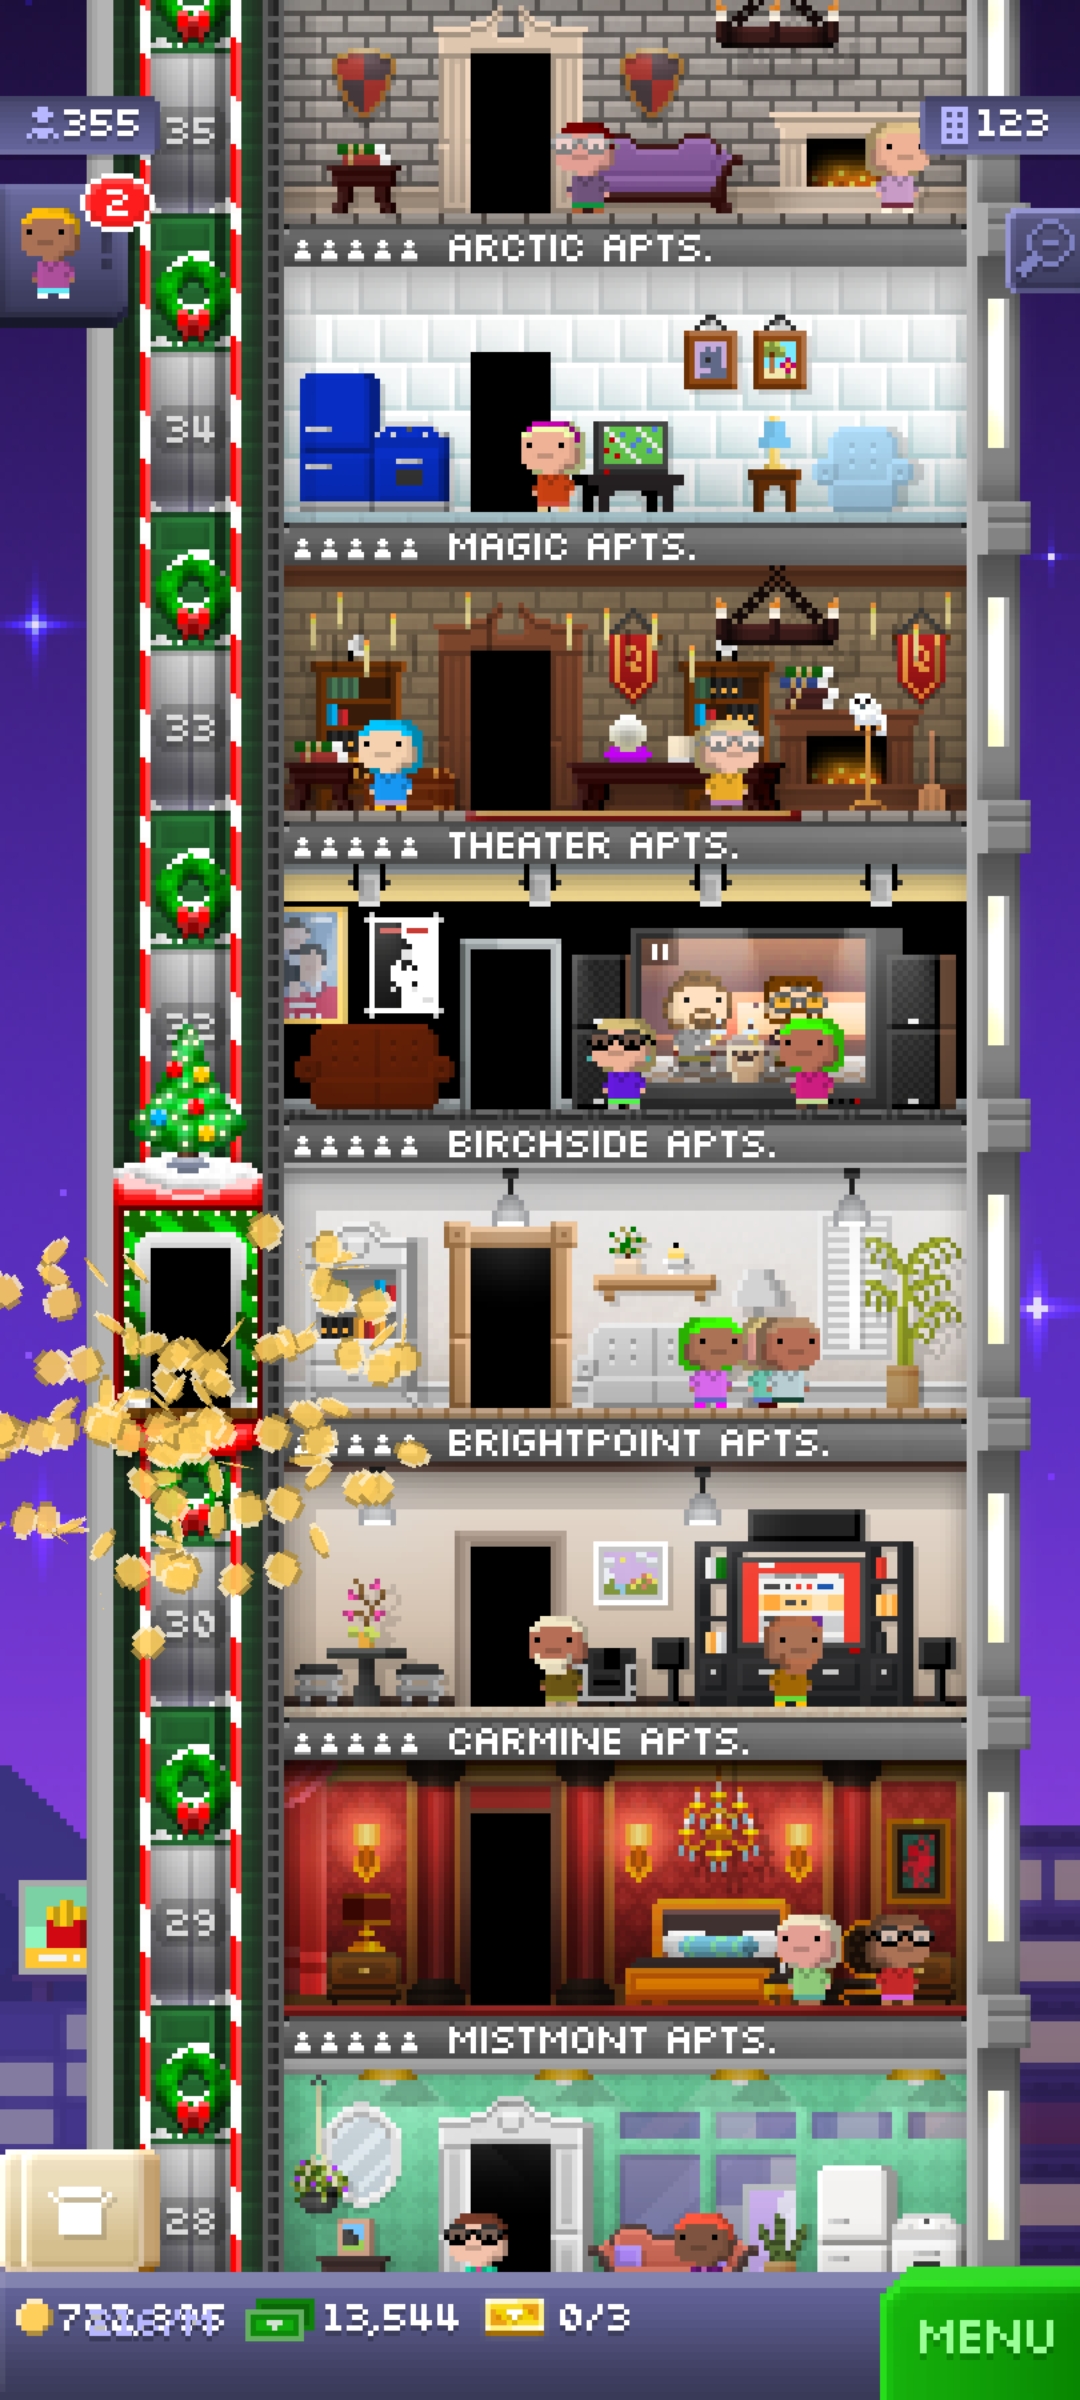 35
355
123
2
ARCTIC APTS.
34
MAGIC APTS.
33
THEATER APTS.
BIRCHSIDE APTS.
BRIGHTPOINT APTS.
30
CARMINE APTS.
29
MISTMONT APTS.
28
13,544
0/3
MENU